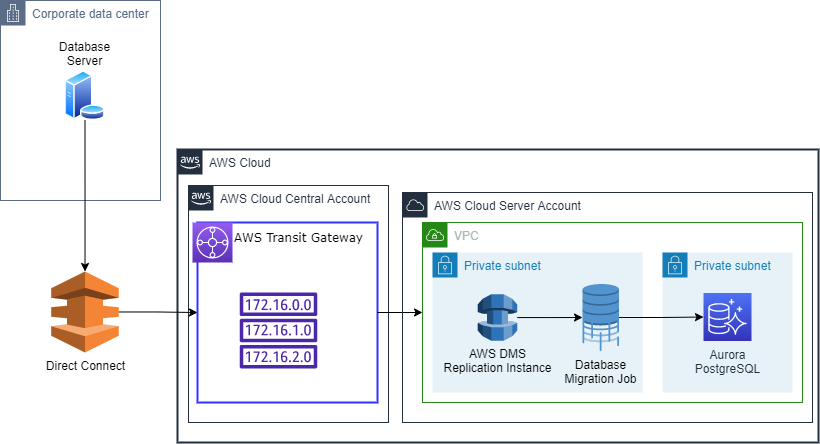 Corporate data center
Database
Server
aws
AWS Cloud
aws
AWS Cloud Central Account
AWS Cloud Server Account
AWS Transit Gateway
VPC
Private subnet
Private subnet
172.16.0.0
172.16.1.0
172.16.2.0
AWS DMS
Replication Instance
Database
Migration Job
Aurora
PostgreSQL
Direct Connect